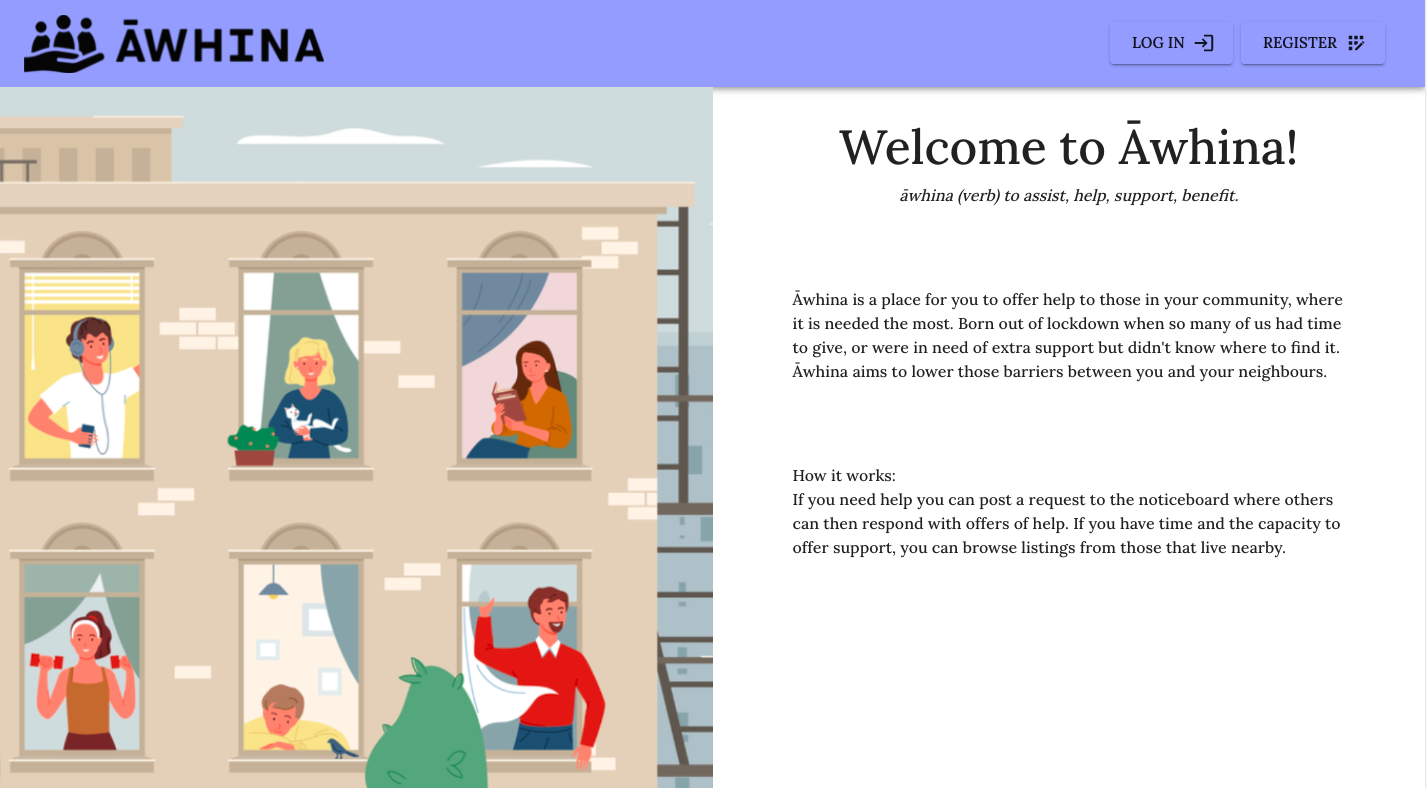 ĀWHINA
LOG IN
REGISTER
Welcome to Āwhina!
āwhina (verb) to assist, help, support, benefit.
Āwhina is a place for you to offer help to those in your community, where
it is needed the most. Born out of lockdown when so many of us had time
to give, or were in need of extra support but didn't know where to find it.
Āwhina aims to lower those barriers between you and your neighbours.
How it works:
If you need help you can post a request to the noticeboard where others
can then respond with offers of help. If you have time and the capacity to
offer support, you can browse listings from those that live nearby.